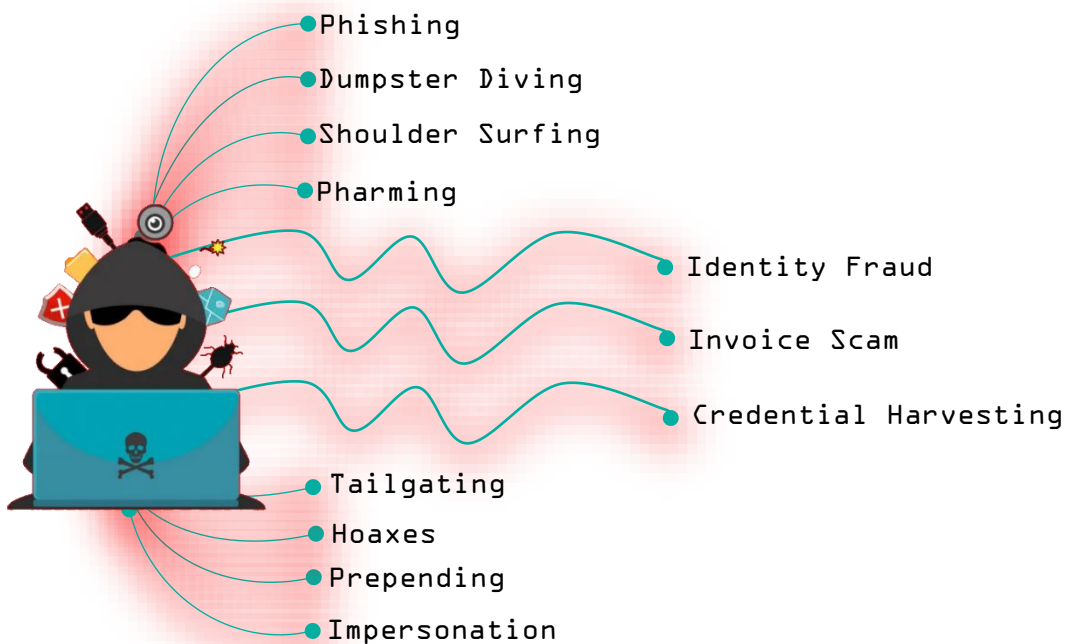 Phishing
Dumpster Diving
Shoulder Surfing
Pharming
Identity Fraud
Invoice Scam
Credential Harvesting
Tailgating
Hoaxes
Prepending
Impersonation